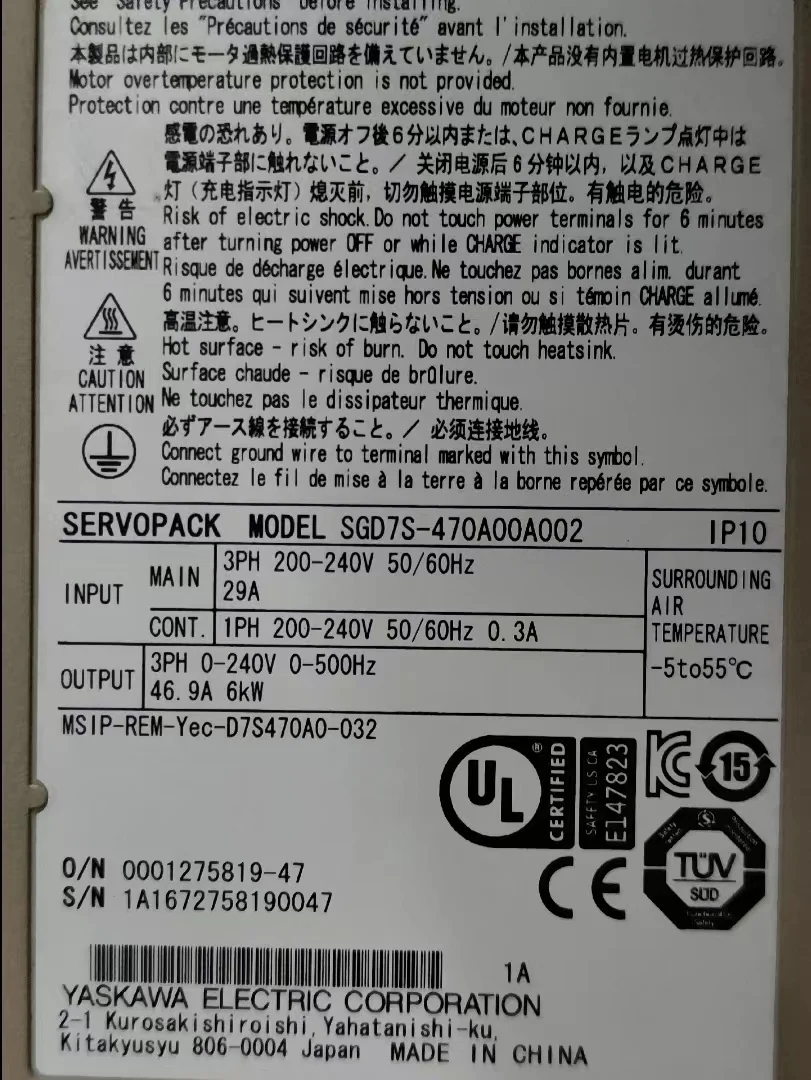 See "Safety Precautions" before installing.
Consultez les "Précautions de sécurité" avant l'installation.
本製品は内部にモータ過熱保護回路を備えていません。/本产品没有内置电机过热保护回路。
Motor overtemperature protection is not provided.
Protection contre une température excessive du moteur non fournie.
感電の恐れあり。電源オフ後6分以内または、CHARGEランプ点灯中は
電源端子部に触れないこと。/ 关闭电源后6分钟以内，以及CHARGE
灯（充电指示灯）熄灭前，切勿触摸电源端子部位。有触电的危险。
警告
WARNING
AVERTISSEMENT
Risk of electric shock. Do not touch power terminals for 6 minutes
after turning power OFF or while CHARGE indicator is lit.
Risque de décharge électrique. Ne touchez pas bornes alim. durant
6 minutes qui suivent mise hors tension ou si témoin CHARGE allumé.
高温注意。ヒートシンクに触らないこと。/请勿触摸散热片。有烫伤的危险。
注意
CAUTION
ATTENTION
Hot surface - risk of burn. Do not touch heatsink.
Surface chaude - risque de brûlure.
Ne touchez pas le dissipateur thermique.
必ずアース線を接続すること。/ 必须连接地线。
Connect ground wire to terminal marked with this symbol.
Connectez le fil de mise à la terre à la borne repérée par ce symbole.
SERVOPACK MODEL SGD7S-470A00A002 IP10
INPUT
MAIN
3PH 200-240V 50/60Hz
29A
CONT. 1PH 200-240V 50/60Hz 0.3A
OUTPUT
3PH 0-240V 0-500Hz
46.9A 6kW
SURROUNDING
AIR
TEMPERATURE
-5to55℃
MSIP-REM-Yec-D7S470A0-032
UL ®
CERTIFIED
SAFETY US CA
E147823
KC
15
TÜV
SÜD
CE
O/N 0001275819-47
S/N 1A1672758190047
1A
YASKAWA ELECTRIC CORPORATION
2-1 Kurosakishiroishi, Yahatanishi-ku,
Kitakyusyu 806-0004 Japan MADE IN CHINA